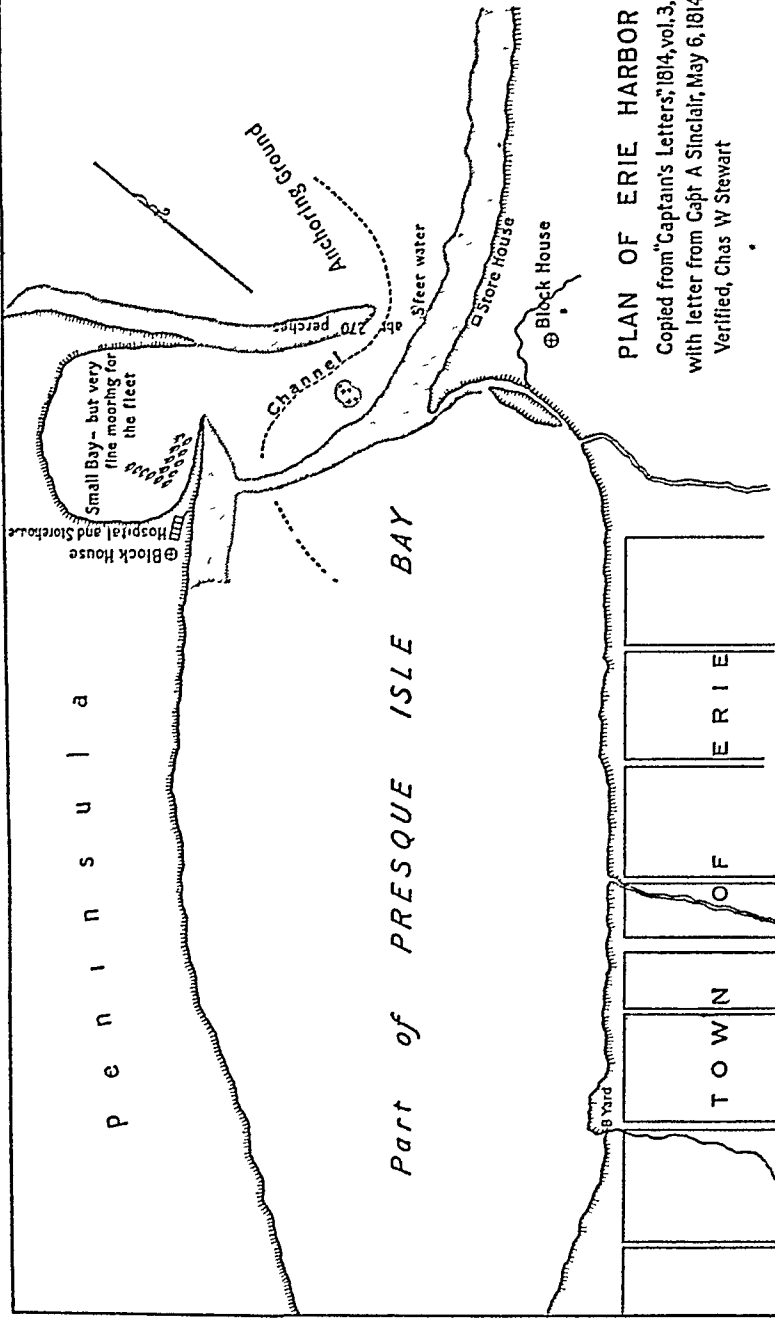 Peninsula
Small Bay – but very
fine mooring for
the fleet
Hospital and Storehouse
Block House
abt 270 perches
Channel
Anchoring Ground
5 feet water
Store House
Block House
Part of PRESQUE ISLE BAY
B Yard
TOWN OF ERIE
PLAN OF ERIE HARBOR
Copied from "Captain's Letters," 1814, vol. 3,
with letter from Capt A Sinclair, May 6, 1814
Verified, Chas W Stewart